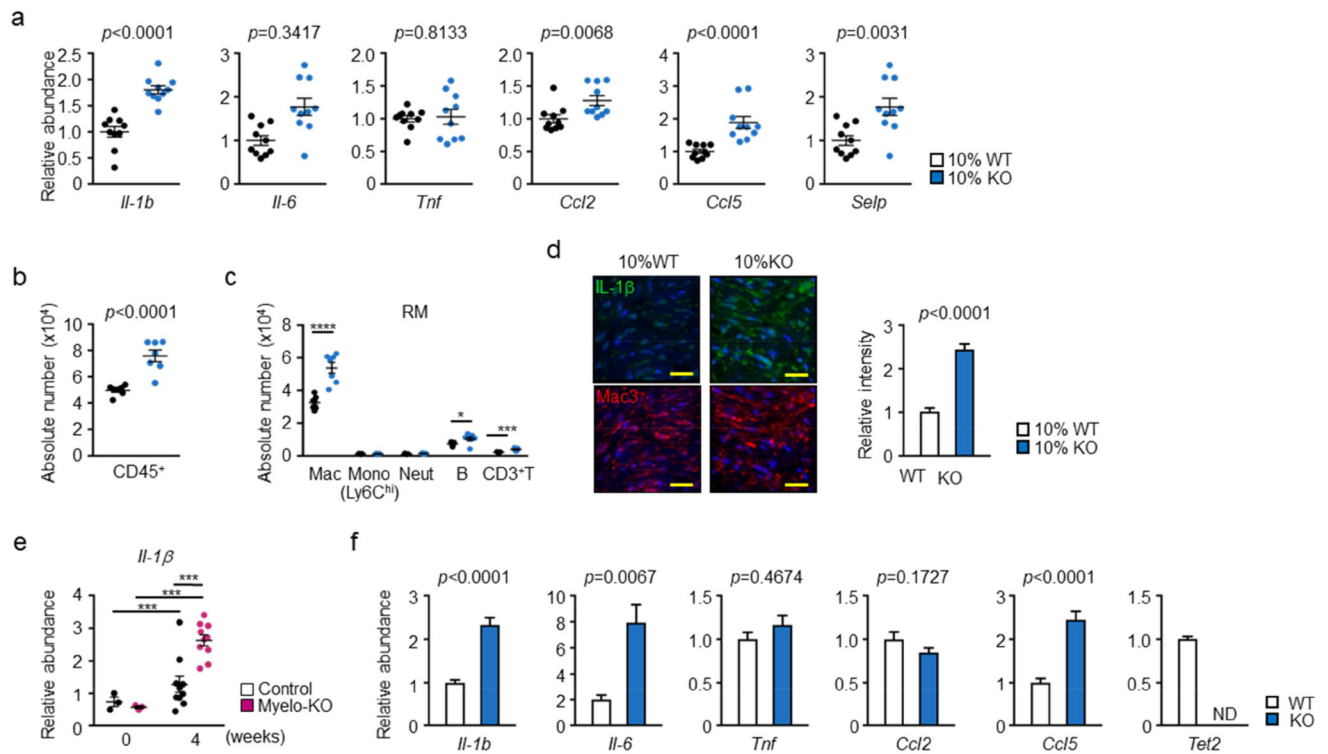 a
p<0.0001
p=0.3417
p=0.8133
p=0.0068
p<0.0001
p=0.0031
Relative abundance
2.5
2.0
1.5
1.0
0.5
0
3
2
1
0
2.0
1.5
1.0
0.5
0
2.0
1.5
1.0
0.5
0
4
3
2
1
0
3
2
1
0
Il-1b
Il-6
Tnf
Ccl2
Ccl5
Selp
10% WT
10% KO
b
p<0.0001
Absolute number (x10⁴)
10
8
6
4
2
0
CD45⁺
c
RM
Absolute number (x10⁴)
8
6
4
2
0
****
*
***
Mac Mono Neut B CD3⁺T
(Ly6Cʰⁱ)
d
10%WT
10%KO
IL-1β
Mac3
p<0.0001
Relative intensity
3
2
1
0
WT KO
10% WT
10% KO
e
Il-1β
Relative abundance
4
3
2
1
0
***
***
***
0 4 (weeks)
Control
Myelo-KO
f
p<0.0001
p=0.0067
p=0.4674
p=0.1727
p<0.0001
Relative abundance
3
2
1
0
10
8
6
4
2
0
1.5
1.0
0.5
0
1.5
1.0
0.5
0
3
2
1
0
1.5
1.0
0.5
0
ND
Il-1b
Il-6
Tnf
Ccl2
Ccl5
Tet2
WT
KO